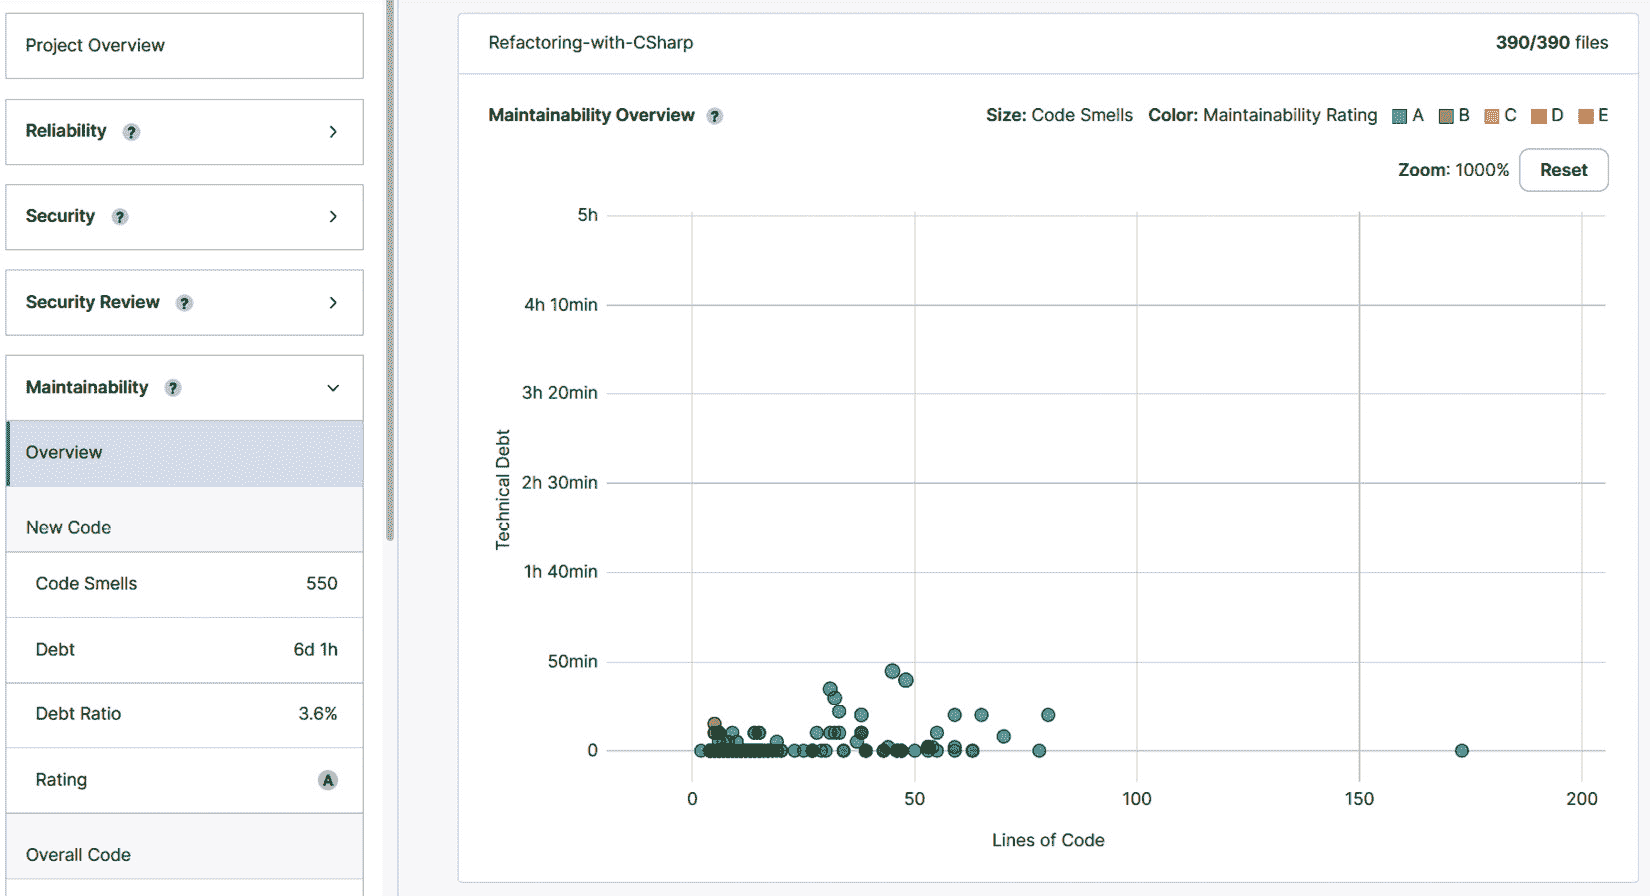 Project Overview
Reliability ?
Security ?
Security Review ?
Maintainability ?
Overview
New Code
Code Smells 550
Debt 6d 1h
Debt Ratio 3.6%
Rating A
Overall Code
Refactoring-with-CSharp 390/390 files
Maintainability Overview ? Size: Code Smells Color: Maintainability Rating A B C D E
Zoom: 1000% Reset
5h
4h 10min
3h 20min
2h 30min
1h 40min
50min
0
Technical Debt
0 50 100 150 200
Lines of Code